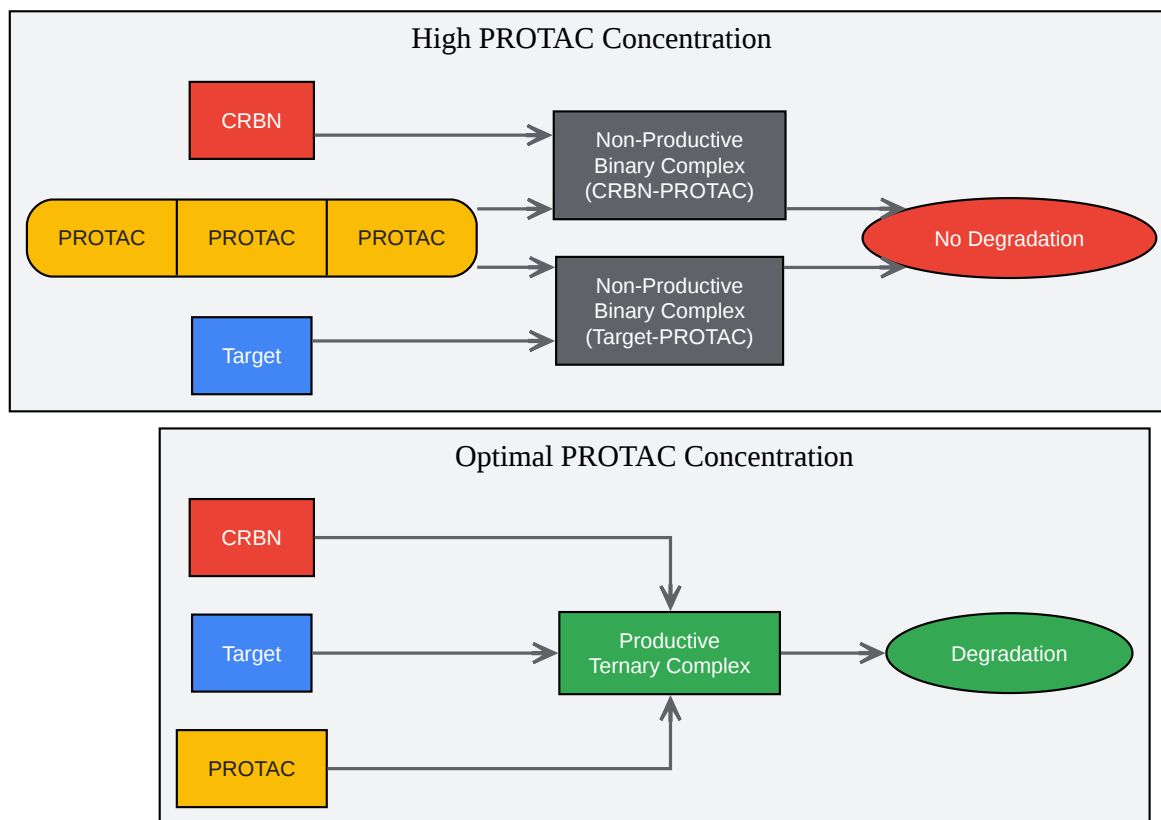 High PROTAC Concentration
CRBN
Non-Productive
Binary Complex
(CRBN-PROTAC)
PROTAC PROTAC PROTAC
No Degradation
Non-Productive
Binary Complex
(Target-PROTAC)
Target
Optimal PROTAC Concentration
CRBN
Target
Productive
Ternary Complex
Degradation
PROTAC